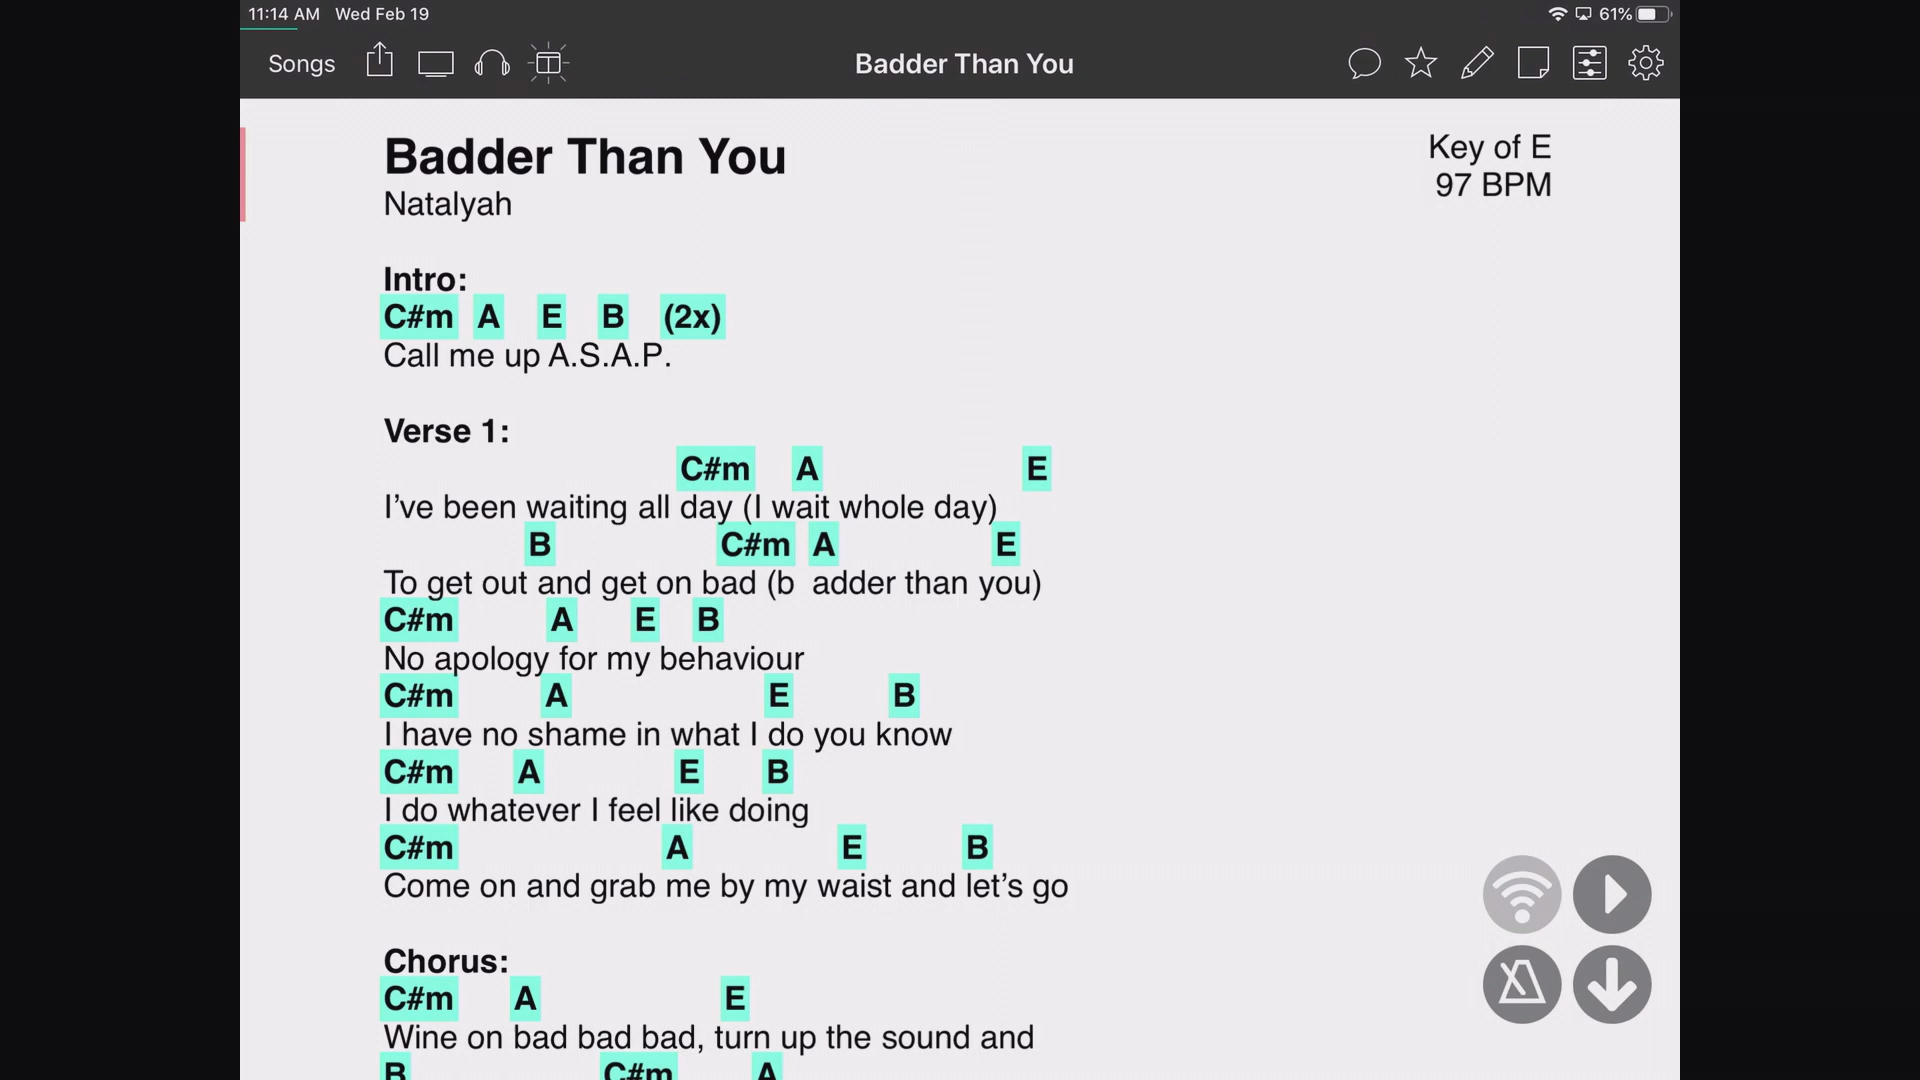 11:14 AM Wed Feb 19 61%
Songs Badder Than You
Badder Than You Key of E
Natalyah 97 BPM
Intro:
C#m A E B (2x)
Call me up A.S.A.P.
Verse 1:
C#m A E
I've been waiting all day (I wait whole day)
B C#m A E
To get out and get on bad (b adder than you)
C#m A E B
No apology for my behaviour
C#m A E B
I have no shame in what I do you know
C#m A E B
I do whatever I feel like doing
C#m A E B
Come on and grab me by my waist and let's go
Chorus:
C#m A E
Wine on bad bad bad, turn up the sound and
B C#m A